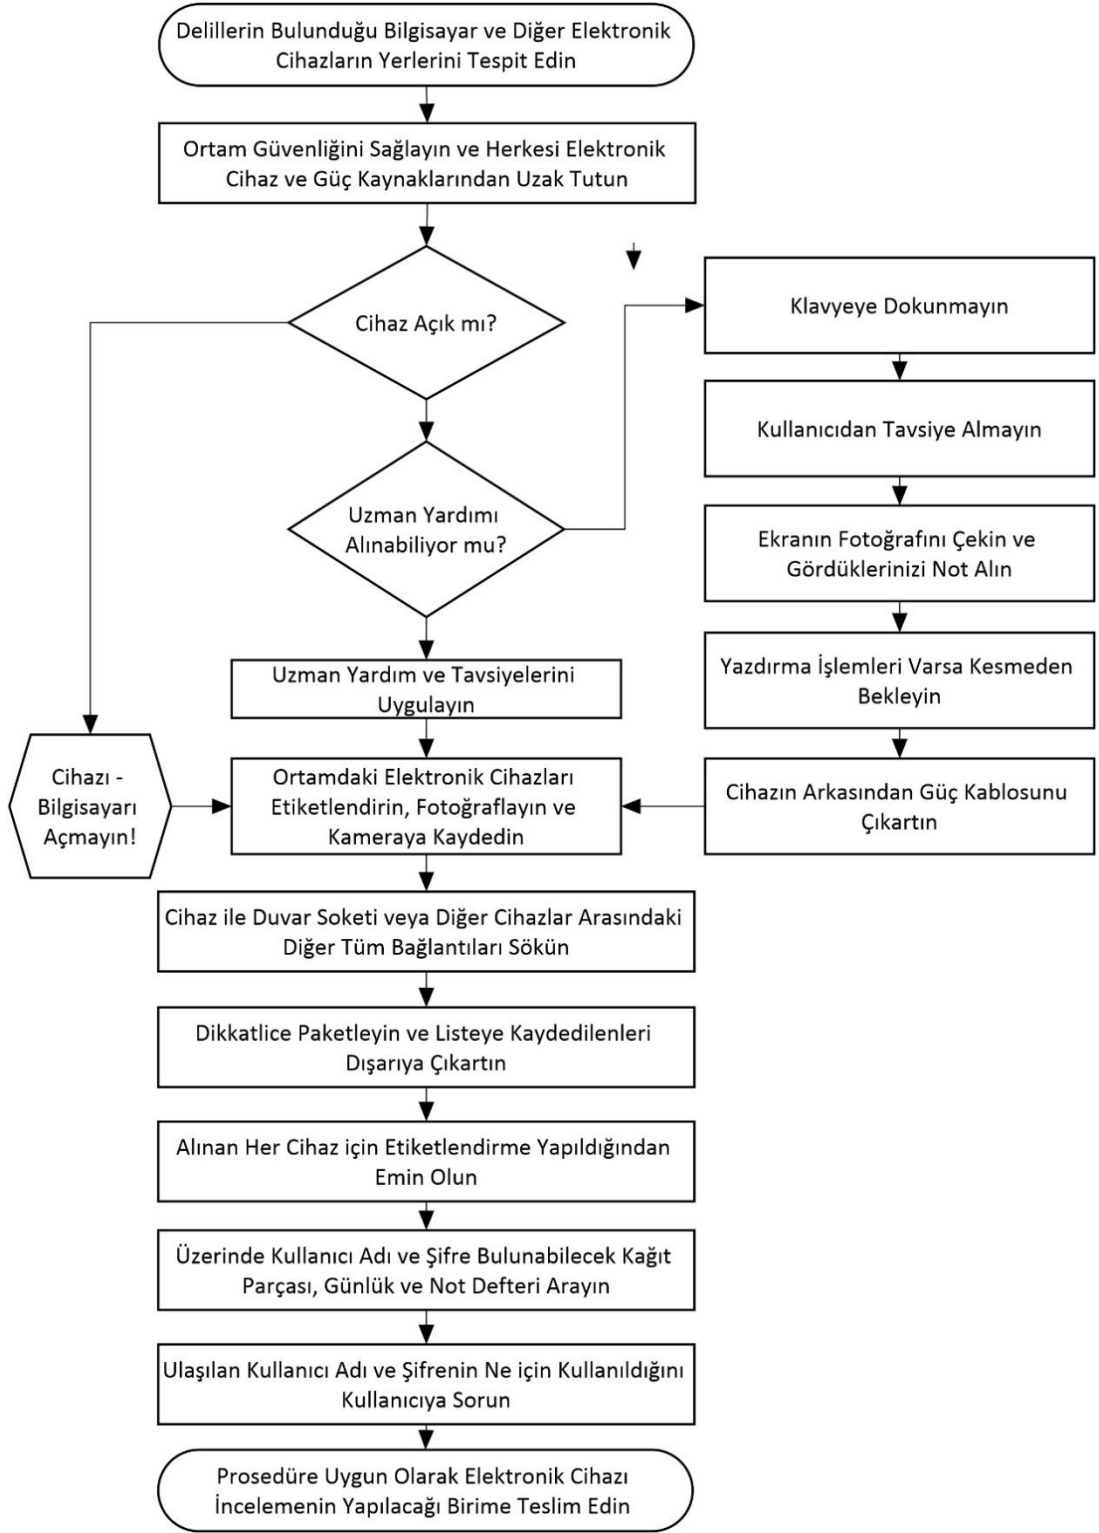 Delillerin Bulunduğu Bilgisayar ve Diğer Elektronik
Cihazların Yerlerini Tespit Edin
Ortam Güvenliğini Sağlayın ve Herkesi Elektronik
Cihaz ve Güç Kaynaklarından Uzak Tutun
Cihaz Açık mı?
Uzman Yardımı
Alınabiliyor mu?
Klavyeye Dokunmayın
Kullanıcıdan Tavsiye Almayın
Ekranın Fotoğrafını Çekin ve
Gördüklerinizi Not Alın
Yazdırma İşlemleri Varsa Kesmeden
Bekleyin
Cihazın Arkasından Güç Kablosunu
Çıkartın
Uzman Yardım ve Tavsiyelerini
Uygulayın
Cihazı -
Bilgisayarı
Açmayın!
Ortamdaki Elektronik Cihazları
Etiketlendirin, Fotoğraflayın ve
Kameraya Kaydedin
Cihaz ile Duvar Soketi veya Diğer Cihazlar Arasındaki
Diğer Tüm Bağlantıları Sökün
Dikkatlice Paketleyin ve Listeye Kaydedilenleri
Dışarıya Çıkartın
Alınan Her Cihaz için Etiketlendirme Yapıldığından
Emin Olun
Üzerinde Kullanıcı Adı ve Şifre Bulunabilecek Kağıt
Parçası, Günlük ve Not Defteri Arayın
Ulaşılan Kullanıcı Adı ve Şifrenin Ne için Kullanıldığını
Kullanıcıya Sorun
Prosedüre Uygun Olarak Elektronik Cihazı
İncelemenin Yapılacağı Birime Teslim Edin